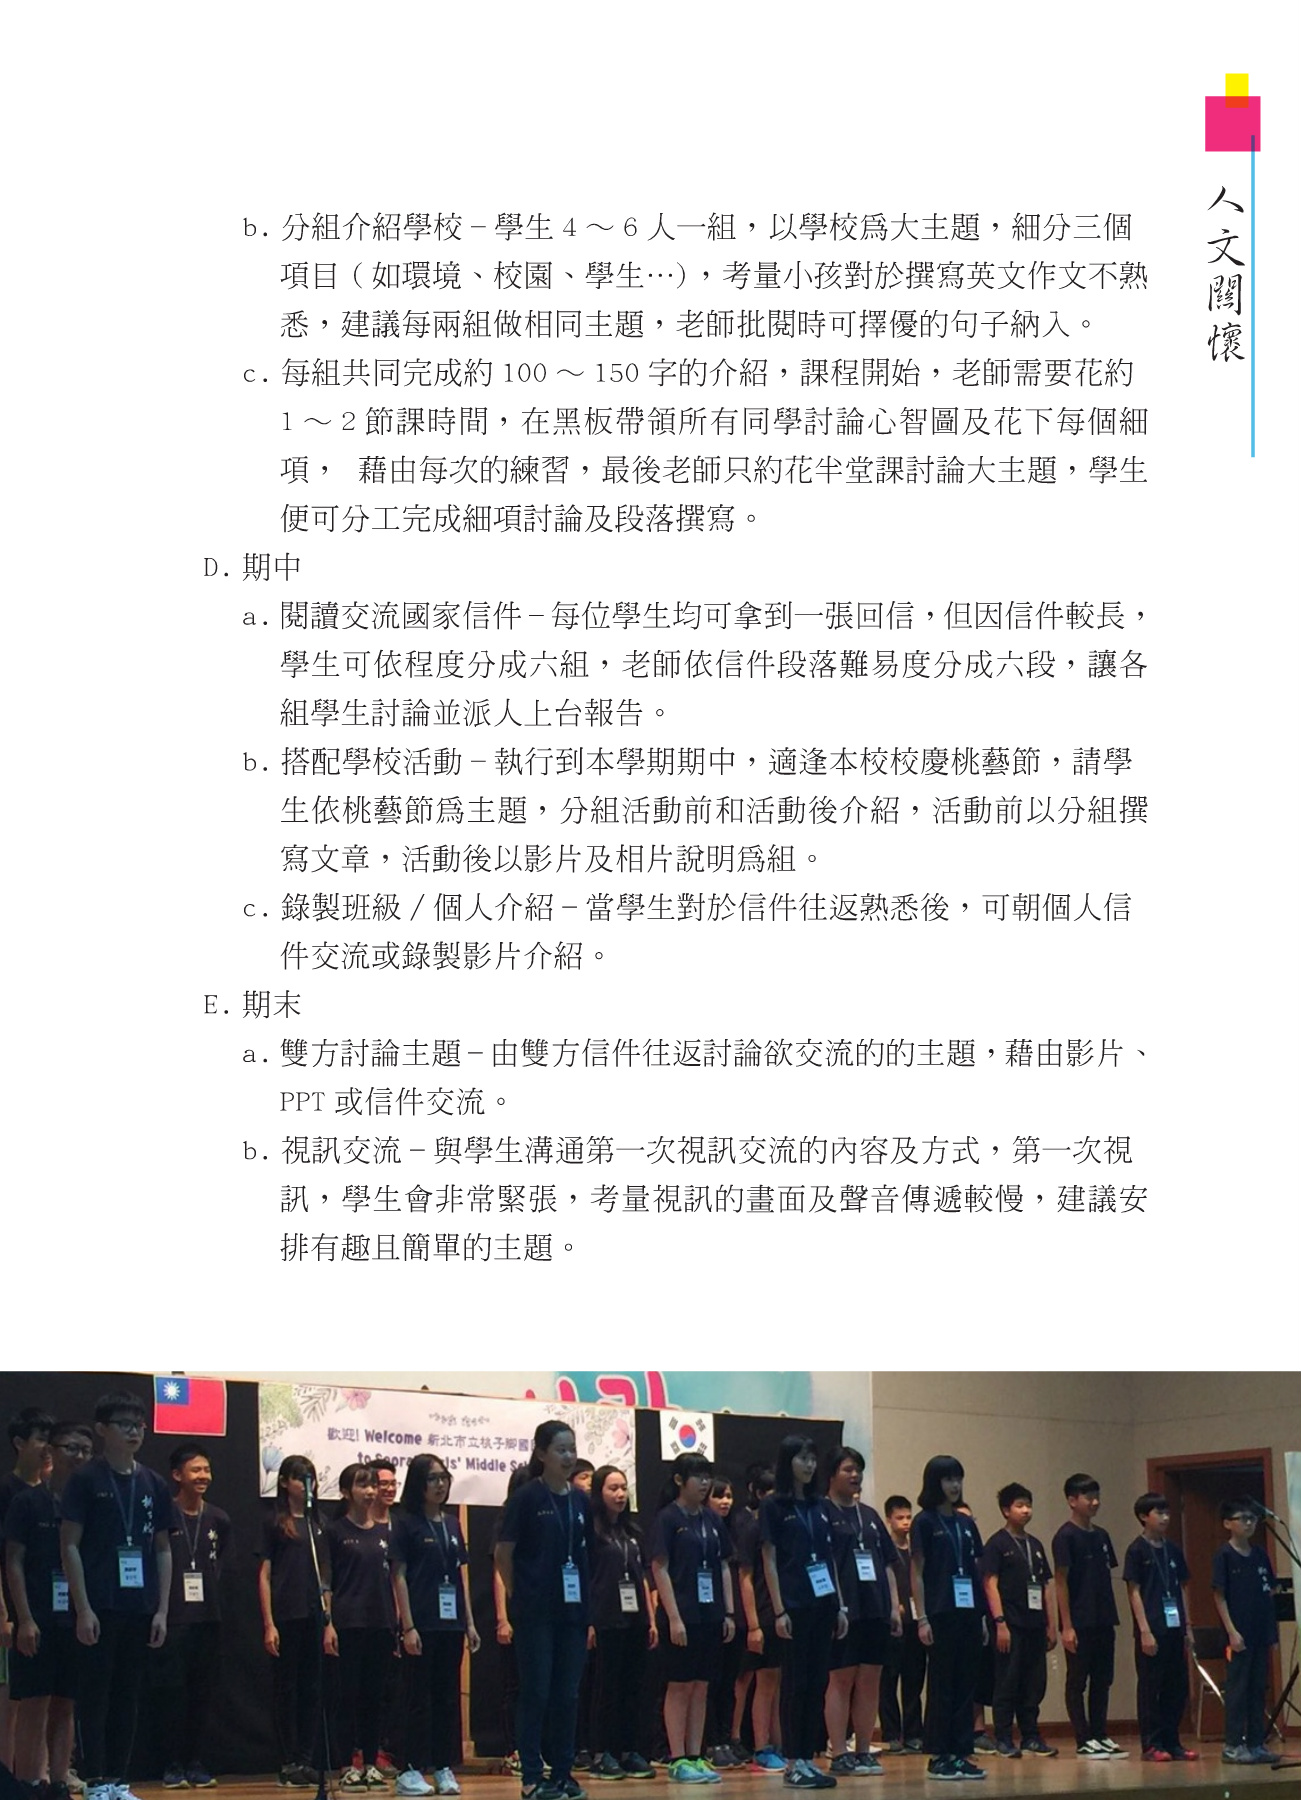 人文關懷
b. 分組介紹學校－學生 4 ～ 6 人一組，以學校為大主題，細分三個
項目（如環境、校園、學生…），考量小孩對於撰寫英文作文不熟
悉，建議每兩組做相同主題，老師批閱時可擇優的句子納入。
c. 每組共同完成約 100 ～ 150 字的介紹，課程開始，老師需要花約
1 ～ 2 節課時間，在黑板帶領所有同學討論心智圖及花下每個細
項， 藉由每次的練習，最後老師只約花半堂課討論大主題，學生
便可分工完成細項討論及段落撰寫。
D. 期中
a. 閱讀交流國家信件－每位學生均可拿到一張回信，但因信件較長，
學生可依程度分成六組，老師依信件段落難易度分成六段，讓各
組學生討論並派人上台報告。
b. 搭配學校活動－執行到本學期期中，適逢本校校慶桃藝節，請學
生依桃藝節為主題，分組活動前和活動後介紹，活動前以分組撰
寫文章，活動後以影片及相片說明為組。
c. 錄製班級／個人介紹－當學生對於信件往返熟悉後，可朝個人信
件交流或錄製影片介紹。
E. 期末
a. 雙方討論主題－由雙方信件往返討論欲交流的的主題，藉由影片、
PPT 或信件交流。
b. 視訊交流－與學生溝通第一次視訊交流的內容及方式，第一次視
訊，學生會非常緊張，考量視訊的畫面及聲音傳遞較慢，建議安
排有趣且簡單的主題。
歡迎! Welcome 新北市立桃子腳國
to Sopra ls' Middle Sc